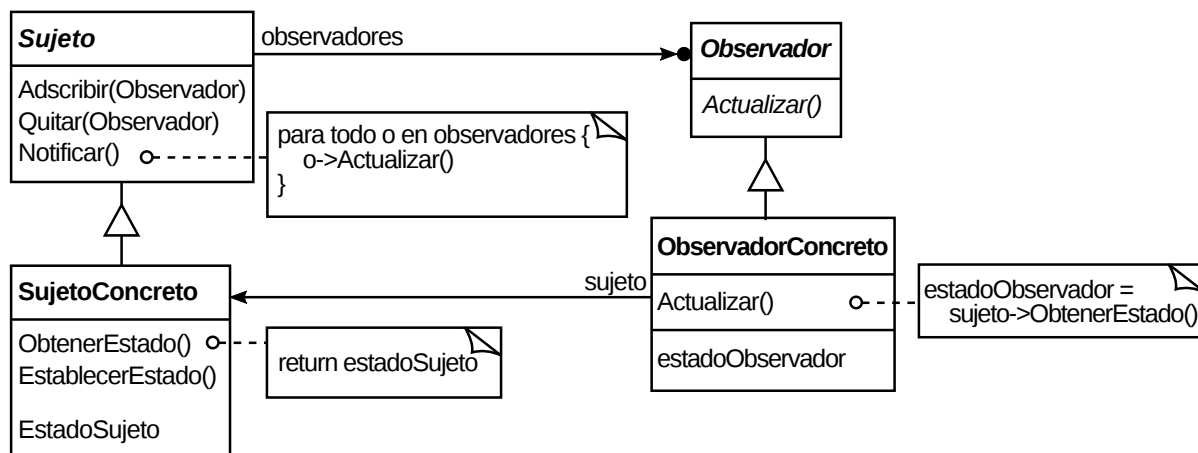 Sujeto
Adscribir(Observador)
Quitar(Observador)
Notificar()
observadores
Observador
Actualizar()
para todo o en observadores {
o->Actualizar()
}
SujetoConcreto
ObtenerEstado()
EstablecerEstado()
EstadoSujeto
return estadoSujeto
sujeto
ObservadorConcreto
Actualizar()
estadoObservador
estadoObservador =
sujeto->ObtenerEstado()